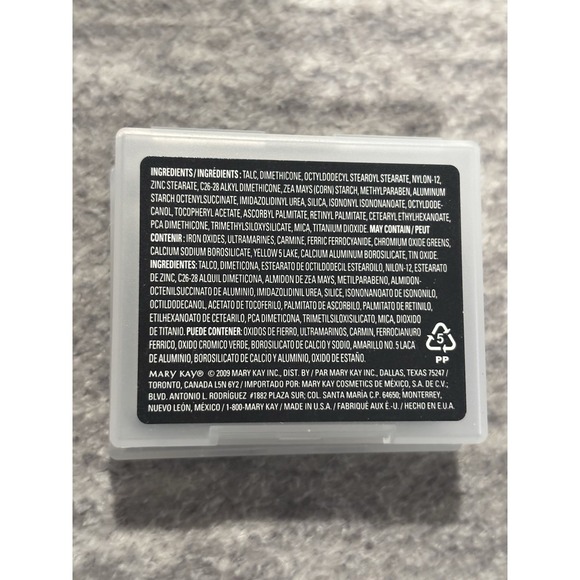 INGREDIENTS / INGRÉDIENTS: TALC, DIMETHICONE, OCTYLDODECYL STEAROYL STEARATE, NYLON-12,
ZINC STEARATE, C26-28 ALKYL DIMETHICONE, ZEA MAYS (CORN) STARCH, METHYLPARABEN, ALUMINUM
STARCH OCTENYLSUCCINATE, IMIDAZOLIDINYL UREA, SILICA, ISONONYL ISONONANOATE, OCTYLDODE-
CANOL, TOCOPHERYL ACETATE, ASCORBYL PALMITATE, RETINYL PALMITATE, CETEARYL ETHYLHEXANOATE,
PCA DIMETHICONE, TRIMETHYLSILOXYSILICATE, MICA, TITANIUM DIOXIDE. MAY CONTAIN / PEUT
CONTENIR : IRON OXIDES, ULTRAMARINES, CARMINE, FERRIC FERROCYANIDE, CHROMIUM OXIDE GREENS,
CALCIUM SODIUM BOROSILICATE, YELLOW 5 LAKE, CALCIUM ALUMINUM BOROSILICATE, TIN OXIDE.
INGREDIENTES: TALCO, DIMETICONA, ESTEARATO DE OCTILDODECIL ESTEAROILO, NILON-12, ESTEARATO
DE ZINC, C26-28 ALQUIL DIMETICONA, ALMIDON DE ZEA MAYS, METILPARABENO, ALMIDON-
OCTENILSUCCINATO DE ALUMINIO, IMIDAZOLIDINIL UREA, SILICE, ISONONANOATO DE ISONONILO,
OCTILDODECANOL, ACETATO DE TOCOFERILO, PALMITATO DE ASCORBILO, PALMITATO DE RETINILO,
ETILHEXANOATO DE CETEARILO, PCA DIMETICONA, TRIMETILSILOXISILICATO, MICA, DIOXIDO
DE TITANIO. PUEDE CONTENER: OXIDOS DE FIERRO, ULTRAMARINOS, CARMIN, FERROCIANURO
FERRICO, OXIDO CROMICO VERDE, BOROSILICATO DE CALCIO Y SODIO, AMARILLO NO. 5 LACA
DE ALUMINIO, BOROSILICATO DE CALCIO Y ALUMINIO, OXIDO DE ESTAÑO.
MARY KAY® © 2009 MARY KAY INC., DIST. BY / PAR MARY KAY INC., DALLAS, TEXAS 75247 /
TORONTO, CANADA L5N 6Y2 / IMPORTADO POR: MARY KAY COSMETICS DE MÉXICO, S.A. DE C.V.;
BLVD. ANTONIO L. RODRÍGUEZ #1882 PLAZA SUR; COL. SANTA MARÍA C.P. 64650; MONTERREY,
NUEVO LEÓN, MÉXICO / 1-800-MARY KAY / MADE IN U.S.A. / FABRIQUÉ AUX É.-U. / HECHO EN E.U.A.
5
PP